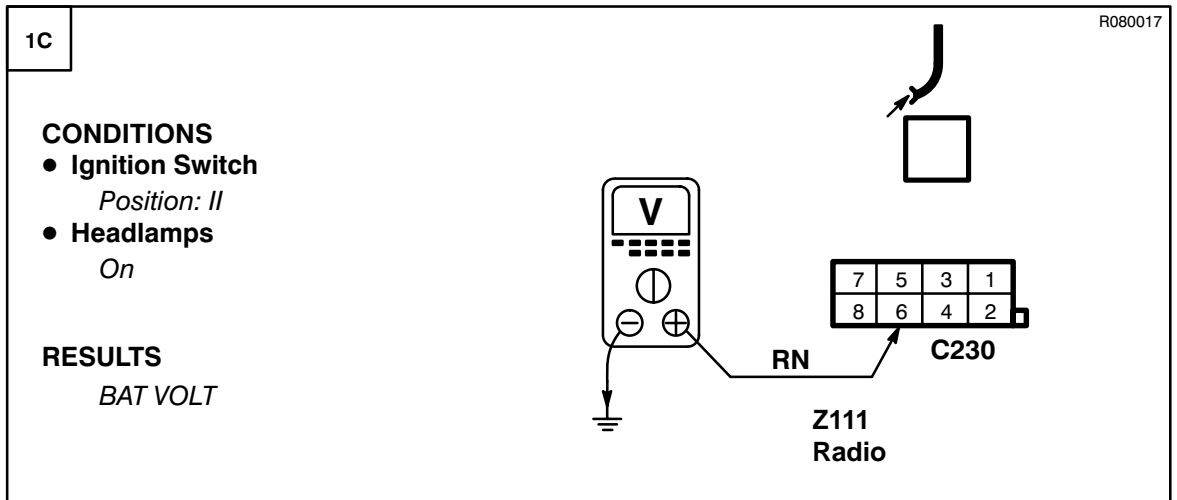 R080017
1C
CONDITIONS
● Ignition Switch
Position: II
● Headlamps
On
RESULTS
BAT VOLT
V
7 5 3 1
8 6 4 2
C230
RN
Z111
Radio